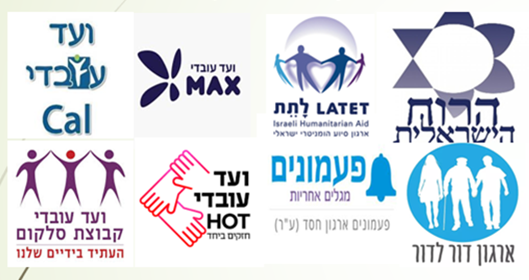 ועד
עובדי
Cal
ועד עובדי
MAX
לָתֵת LATET
Israeli Humanitarian Aid
ארגון סיוע הומניטרי ישראלי
הרוח
הישראלית
ועד עובדי
קבוצת סלקום
העתיד בידיים שלנו
ועד
עובדי
HOT
חזקים ביחד
פעמונים
מגלים אחריות
פעמונים ארגון חסד (ע"ר)
ארגון דור לדור